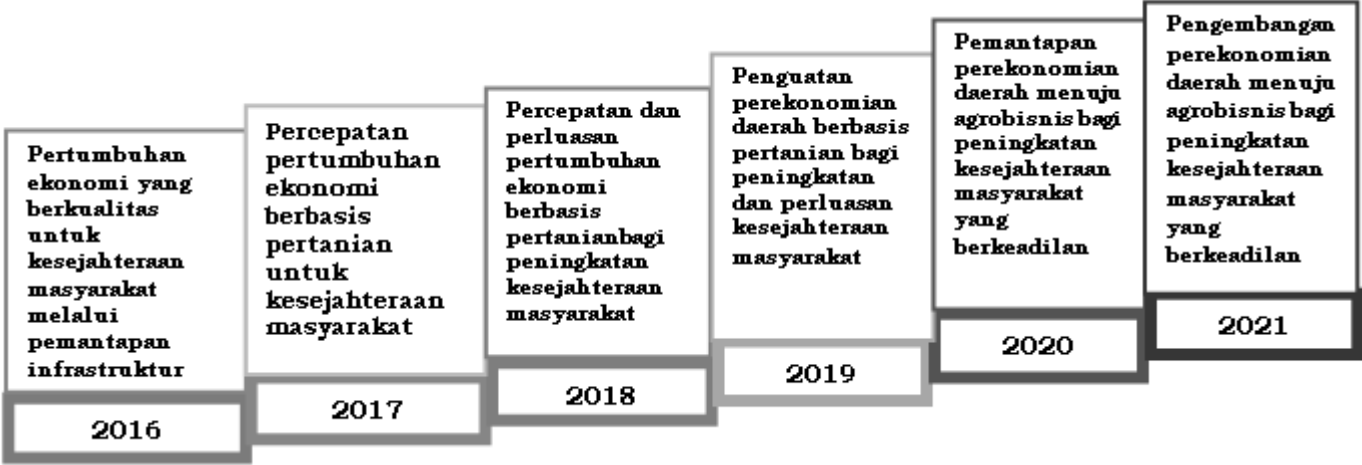 Pertumbuhan
ekonomi yang
berkualitas
untuk
kesejahteraan
masyarakat
melalui
pemantapan
infrastruktur
2016
Percepatan
pertumbuhan
ekonomi
berbasis
pertanian
untuk
kesejahteraan
masyarakat
2017
Percepatan dan
perluasan
pertumbuhan
ekonomi
berbasis
pertanianbagi
peningkatan
kesejahteraan
masyarakat
2018
Penguatan
perekonomian
daerah berbasis
pertanian bagi
peningkatan
dan perluasan
kesejahteraan
masyarakat
2019
Pemantapan
perekonomian
daerah menuju
agrobisnis bagi
peningkatan
kesejahteraan
masyarakat
yang
berkeadilan
2020
Pengembangan
perekonomian
daerah menuju
agrobisnis bagi
peningkatan
kesejahteraan
masyarakat
yang
berkeadilan
2021